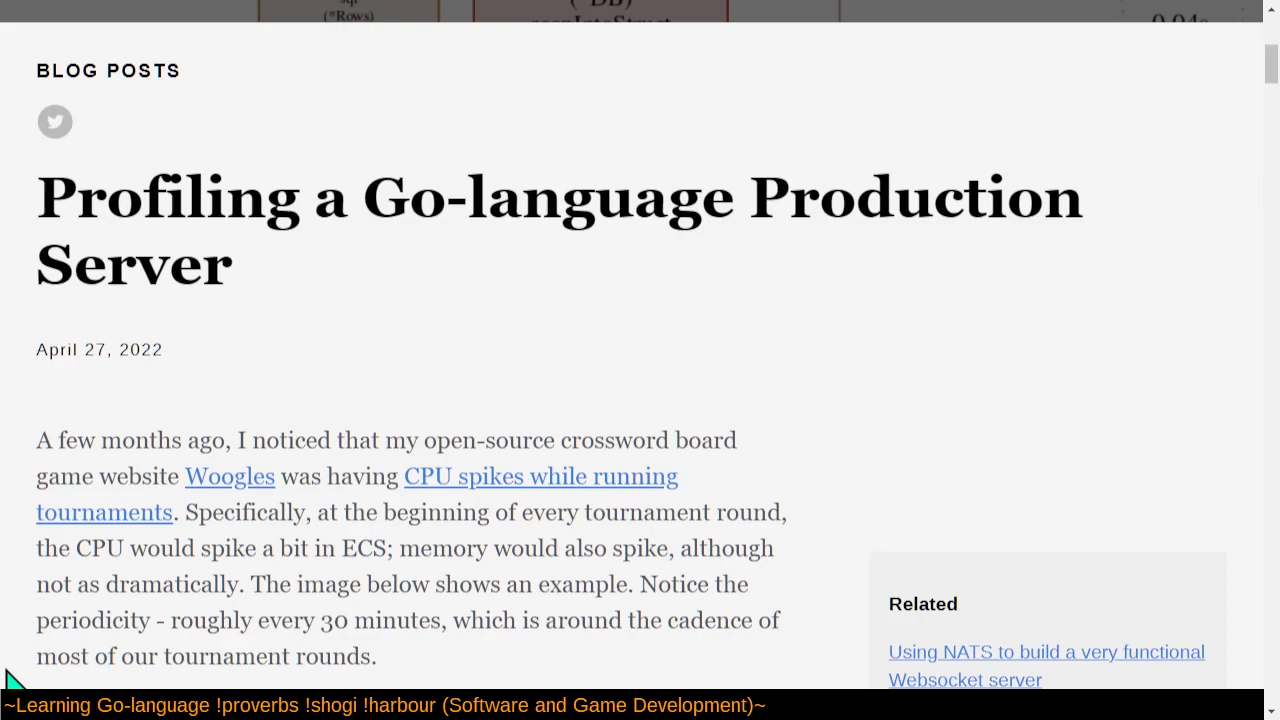 sql
(*Rows)
(*DB)
0.04s
BLOG POSTS
Profiling a Go-language Production
Server
April 27, 2022
A few months ago, I noticed that my open-source crossword board
game website Woogles was having CPU spikes while running
tournaments. Specifically, at the beginning of every tournament round,
the CPU would spike a bit in ECS; memory would also spike, although
not as dramatically. The image below shows an example. Notice the
periodicity - roughly every 30 minutes, which is around the cadence of
most of our tournament rounds.
Related
Using NATS to build a very functional
Websocket server
~Learning Go-language !proverbs !shogi !harbour (Software and Game Development)~